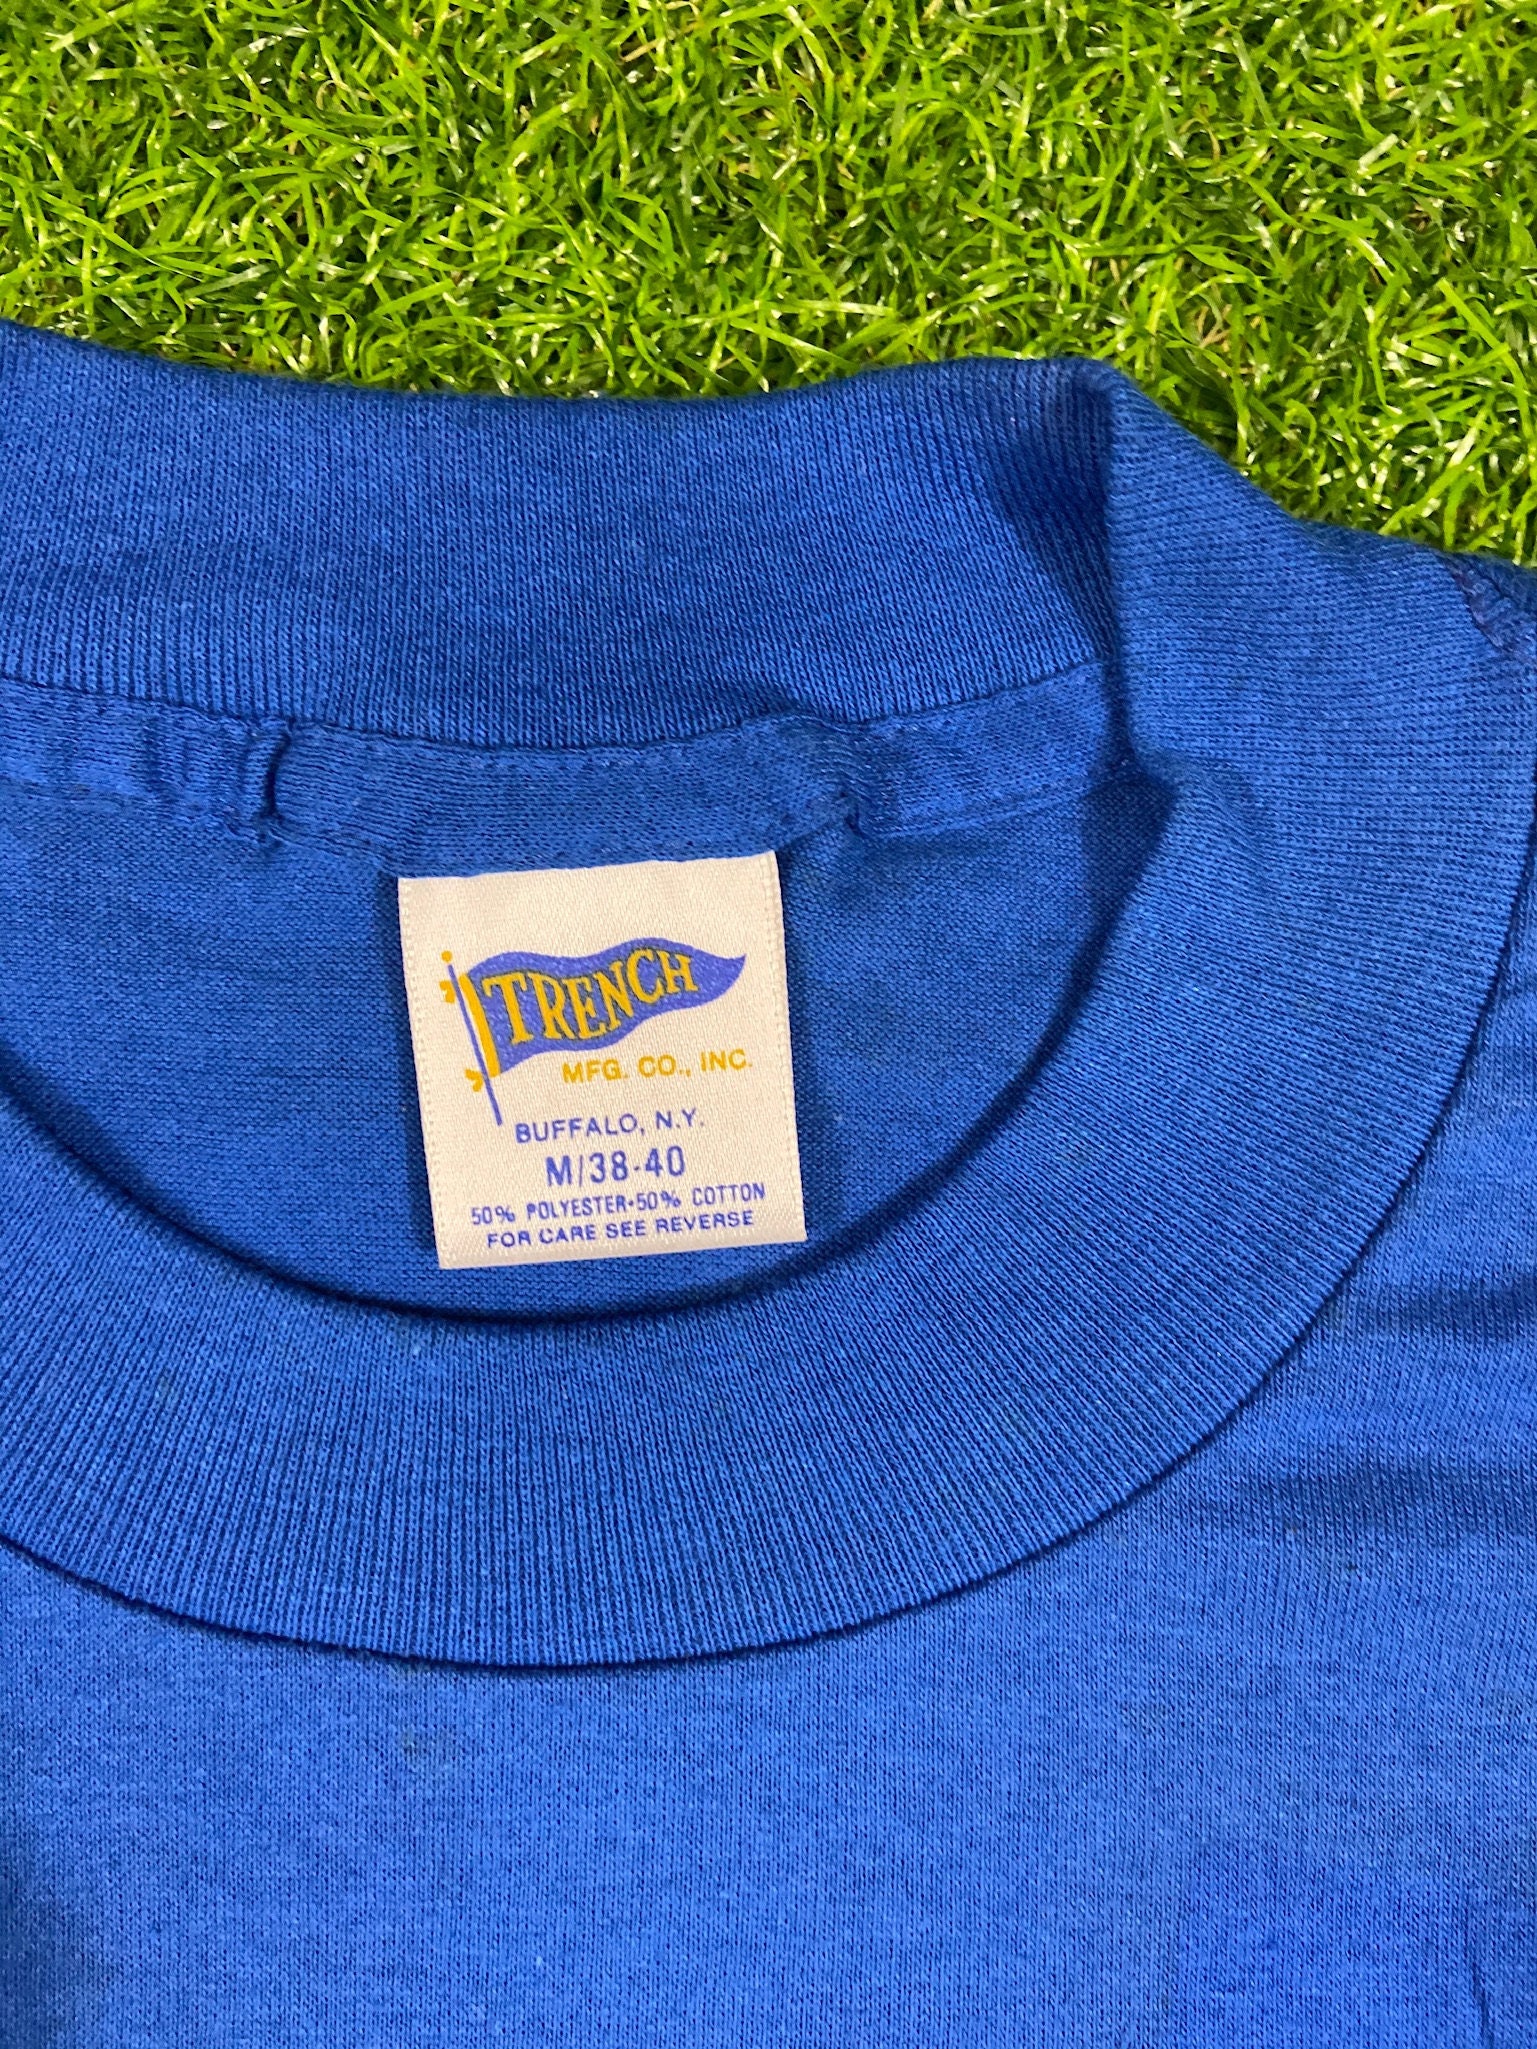 TRENCH
MFG. CO., INC.
BUFFALO, N.Y.
M/38-40
50% POLYESTER•50% COTTON
FOR CARE SEE REVERSE